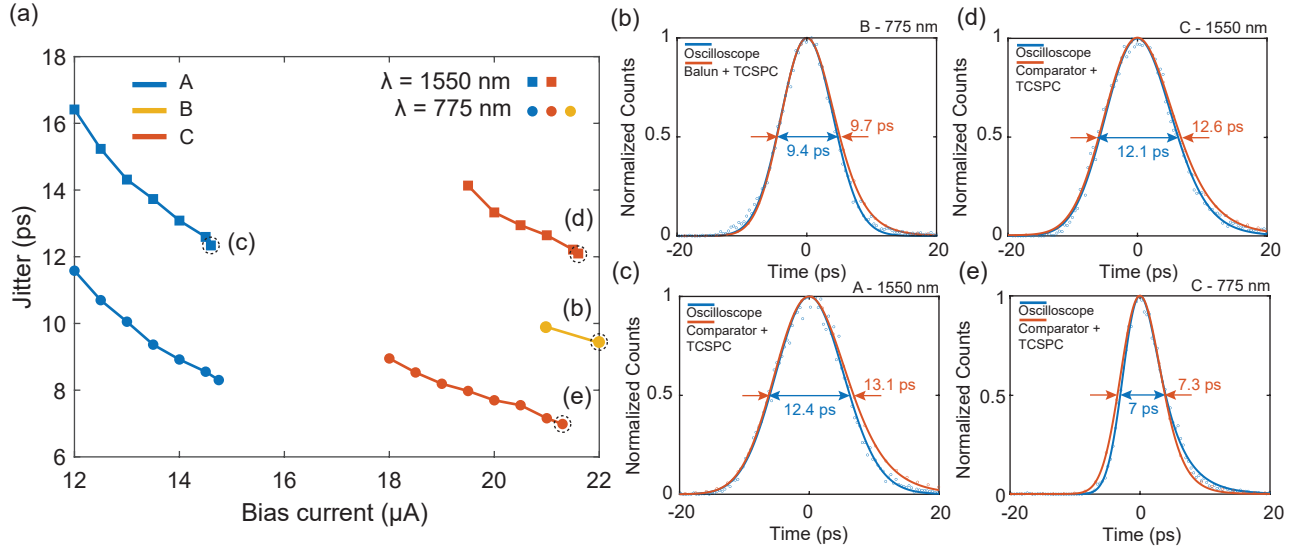 (a)
Jitter (ps)
18
16
14
12
10
8
6
12
14
16
18
20
22
Bias current (μA)
A
B
C
λ = 1550 nm
λ = 775 nm
(c)
(d)
(b)
(e)
(b)
B - 775 nm
Oscilloscope
Balun + TCSPC
9.7 ps
9.4 ps
Normalized Counts
1
0.5
0
-20
0
20
Time (ps)
(d)
C - 1550 nm
Oscilloscope
Comparator +
TCSPC
12.6 ps
12.1 ps
Normalized Counts
1
0.5
0
-20
0
20
Time (ps)
(c)
A - 1550 nm
Oscilloscope
Comparator +
TCSPC
13.1 ps
12.4 ps
Normalized Counts
1
0.5
0
-20
0
20
Time (ps)
(e)
C - 775 nm
Oscilloscope
Comparator +
TCSPC
7.3 ps
7 ps
Normalized Counts
1
0.5
0
-20
0
20
Time (ps)